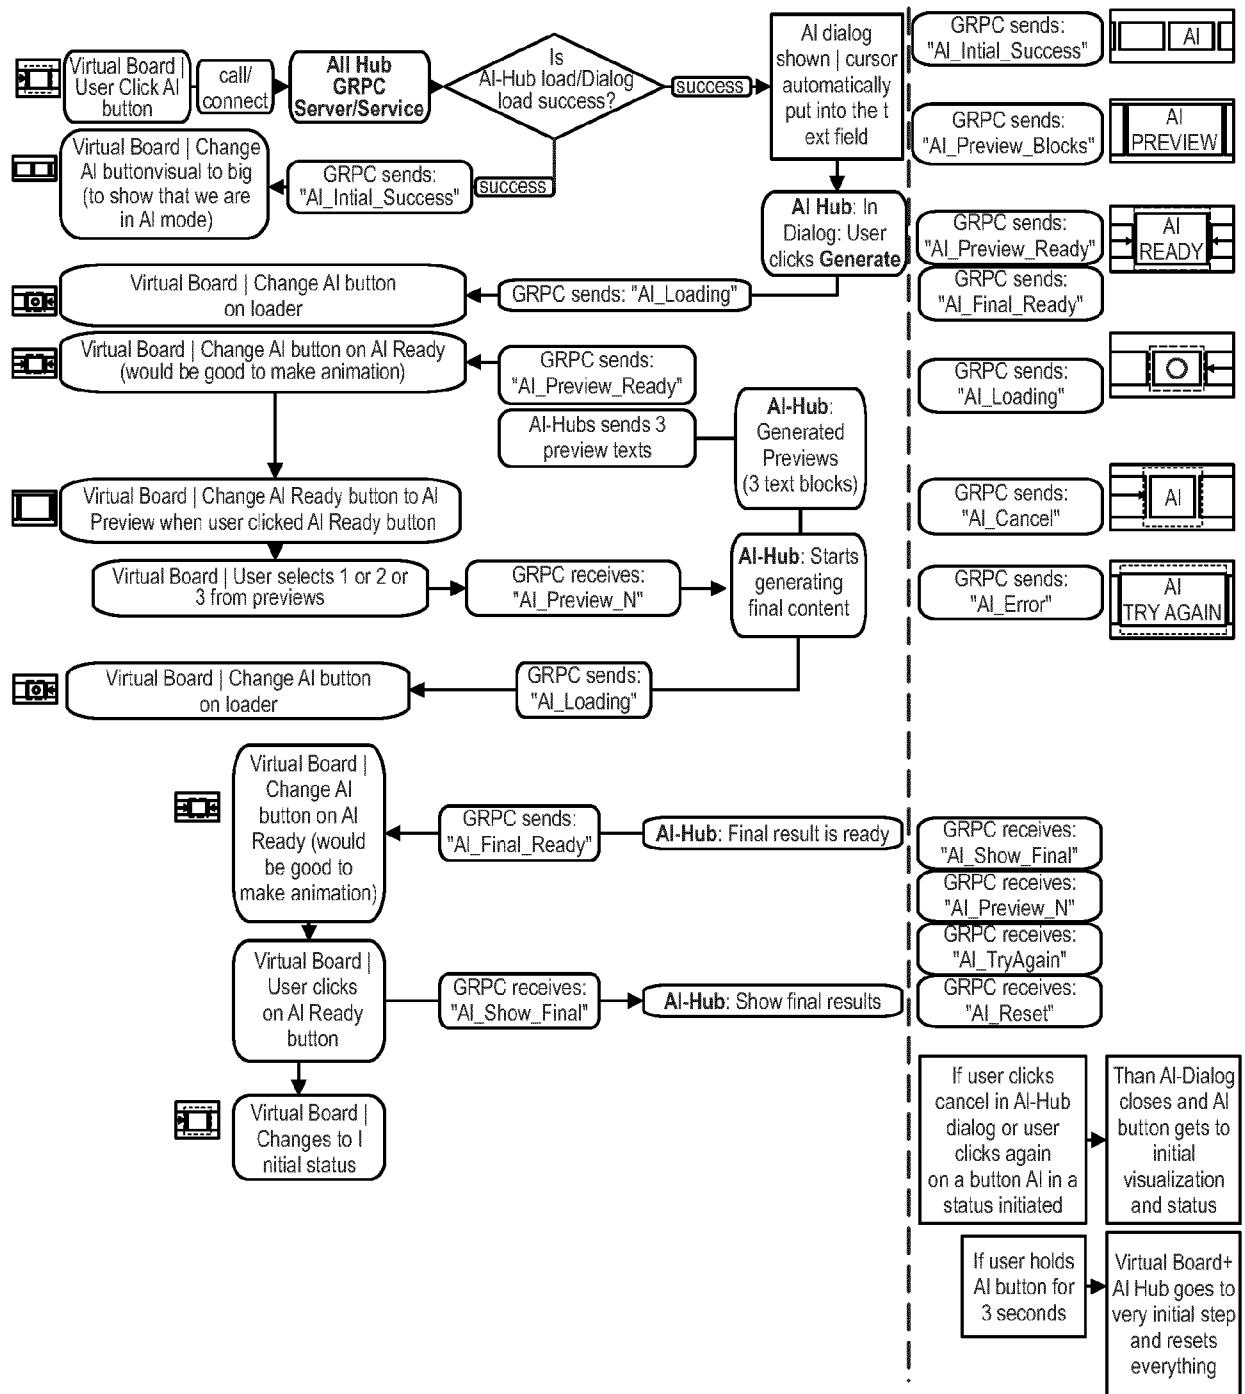 Virtual Board |
User Click AI
button
call/
connect
All Hub
GRPC
Server/Service
Is
AI-Hub load/Dialog
load success?
success
AI dialog
shown | cursor
automatically
put into the t
ext field
Virtual Board | Change
AI buttonvisual to big
(to show that we are
in AI mode)
GRPC sends:
"AI_Intial_Success"
success
AI Hub: In
Dialog: User
clicks Generate
Virtual Board | Change AI button
on loader
GRPC sends: "AI_Loading"
Virtual Board | Change AI button on AI Ready
(would be good to make animation)
GRPC sends:
"AI_Preview_Ready"
AI-Hubs sends 3
preview texts
AI-Hub:
Generated
Previews
(3 text blocks)
Virtual Board | Change AI Ready button to AI
Preview when user clicked AI Ready button
Virtual Board | User selects 1 or 2 or
3 from previews
GRPC receives:
"AI_Preview_N"
AI-Hub: Starts
generating
final content
Virtual Board | Change AI button
on loader
GRPC sends:
"AI_Loading"
Virtual Board |
Change AI
button on AI
Ready (would
be good to
make animation)
GRPC sends:
"AI_Final_Ready"
AI-Hub: Final result is ready
Virtual Board |
User clicks
on AI Ready
button
GRPC receives:
"AI_Show_Final"
AI-Hub: Show final results
Virtual Board |
Changes to I
nitial status
GRPC sends:
"AI_Intial_Success"
AI
GRPC sends:
"AI_Preview_Blocks"
AI
PREVIEW
GRPC sends:
"AI_Preview_Ready"
AI
READY
GRPC sends:
"AI_Final_Ready"
GRPC sends:
"AI_Loading"
GRPC sends:
"AI_Cancel"
AI
GRPC sends:
"AI_Error"
AI
TRY AGAIN
GRPC receives:
"AI_Show_Final"
GRPC receives:
"AI_Preview_N"
GRPC receives:
"AI_TryAgain"
GRPC receives:
"AI_Reset"
If user clicks
cancel in AI-Hub
dialog or user
clicks again
on a button AI in a
status initiated
Than AI-Dialog
closes and AI
button gets to
initial
visualization
and status
If user holds
AI button for
3 seconds
Virtual Board+
AI Hub goes to
very initial step
and resets
everything